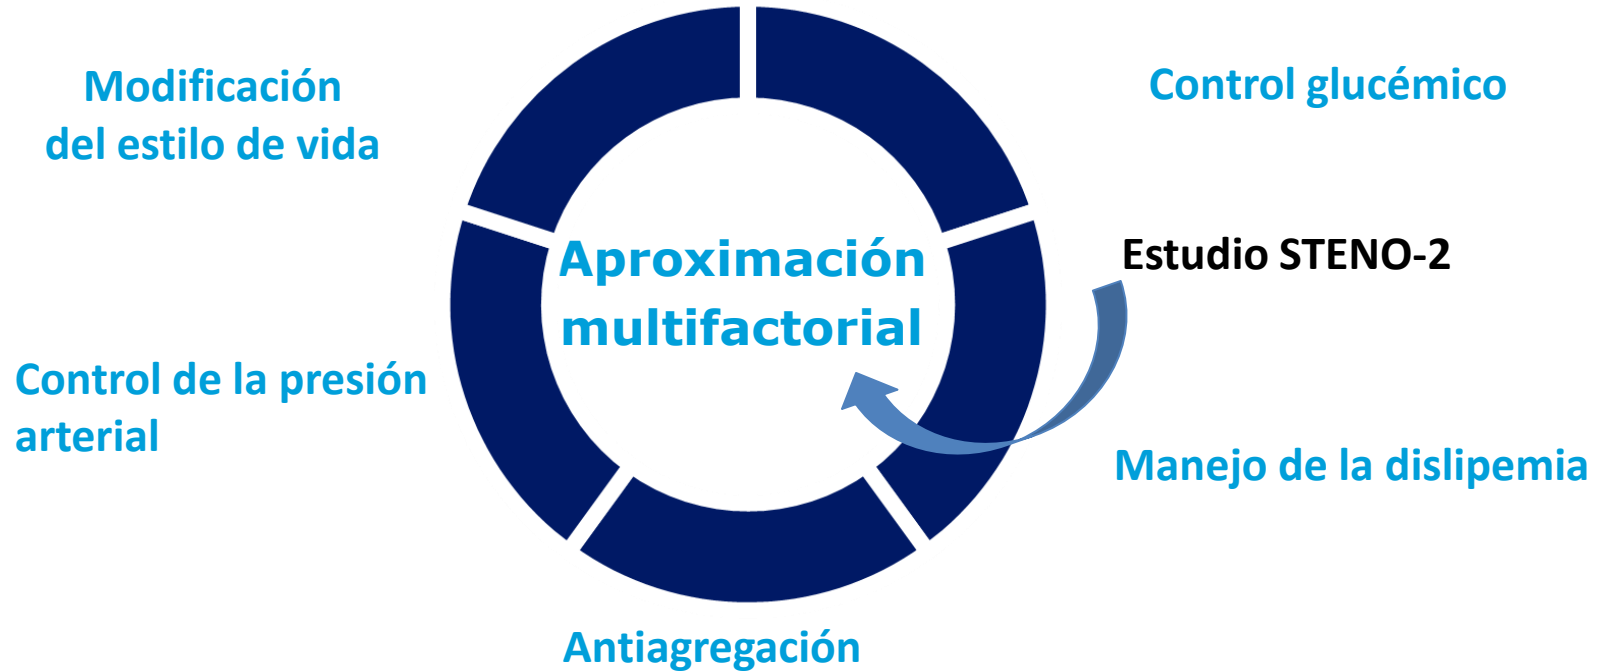 Modificación
del estilo de vida
Control glucémico
Aproximación
multifactorial
Estudio STENO-2
Control de la presión
arterial
Manejo de la dislipemia
Antiagregación